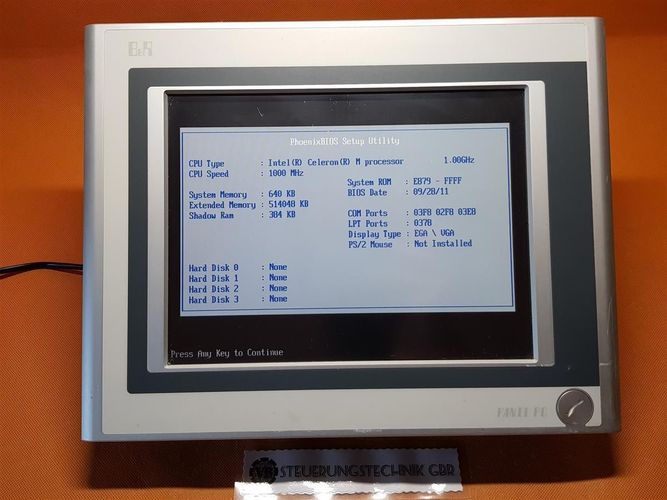 B&R
PhoenixBIOS Setup Utility
CPU Type : Intel(R) Celeron(R) M processor 1.00GHz
CPU Speed : 1000 MHz
System Memory : 640 KB
Extended Memory : 514048 KB
Shadow Ram : 384 KB
System ROM : EB79 - FFFF
BIOS Date : 09/28/11
COM Ports : 03F8 02F8 03E8
LPT Ports : 0378
Display Type : EGA \ VGA
PS/2 Mouse : Not Installed
Hard Disk 0 : None
Hard Disk 1 : None
Hard Disk 2 : None
Hard Disk 3 : None
Press Any Key to Continue
PANEL PC
VB STEUERUNGSTECHNIK GBR